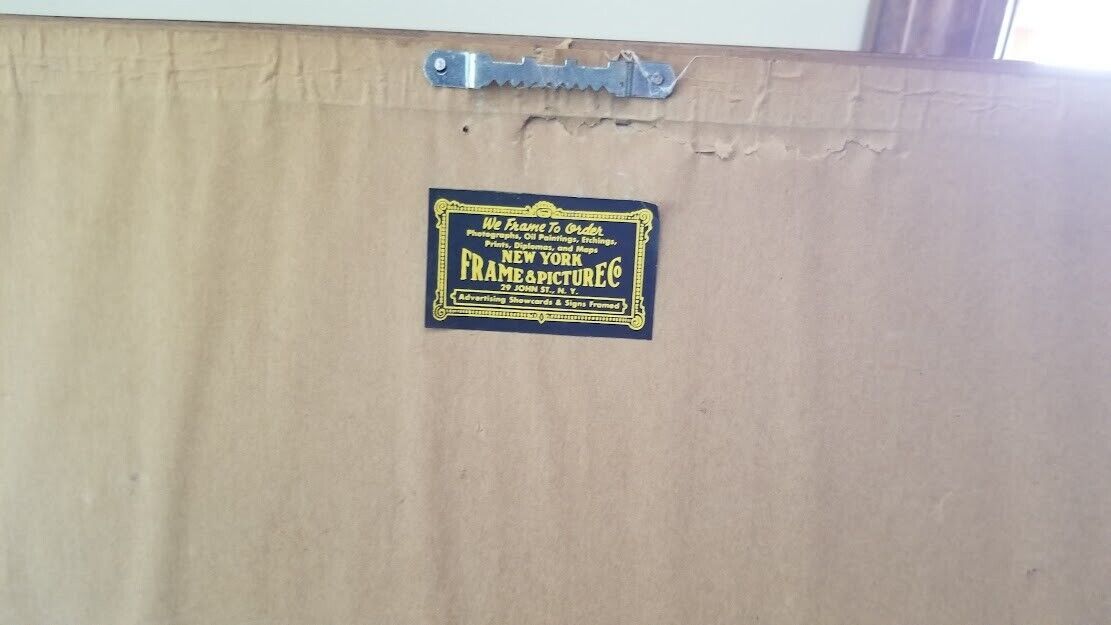 We Frame To Order
Photographs, Oil Paintings, Etchings,
Prints, Diplomas, and Maps
NEW YORK
FRAME & PICTURE Co
29 JOHN ST., N. Y.
Advertising Showcards & Signs Framed